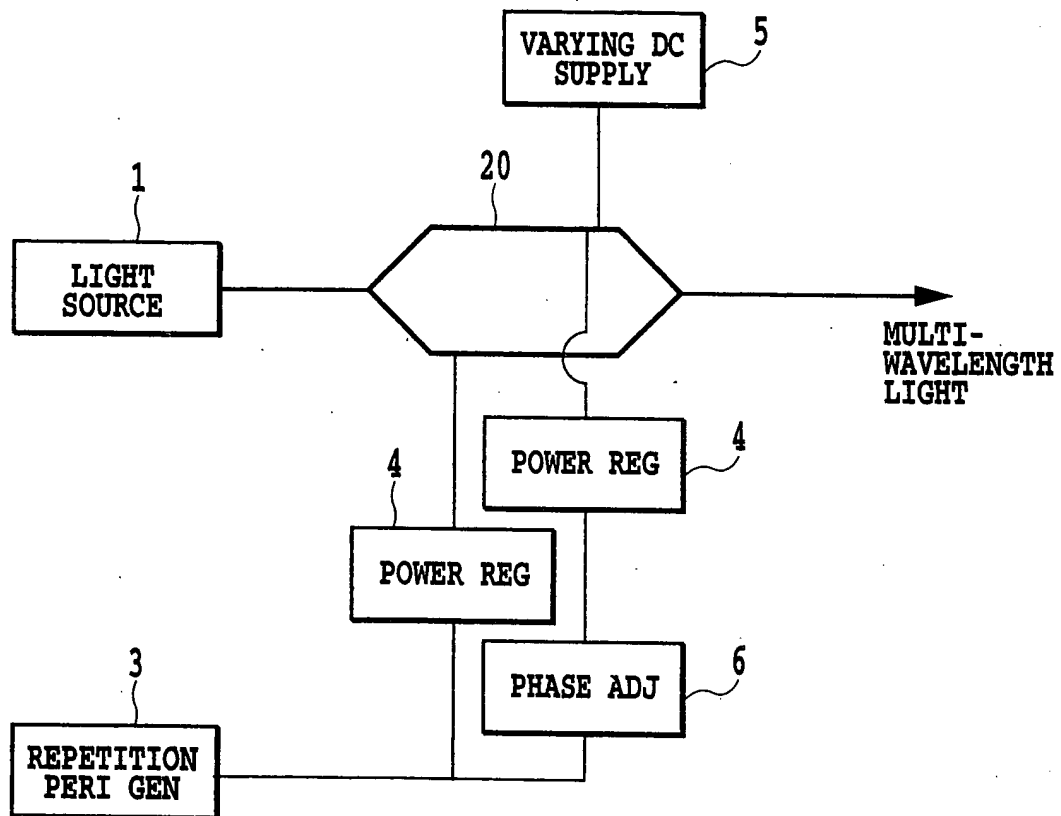 VARYING DC
SUPPLY
5
1
20
LIGHT
SOURCE
MULTI-
WAVELENGTH
LIGHT
4
POWER REG
4
POWER REG
3
6
PHASE ADJ
REPETITION
PERI GEN